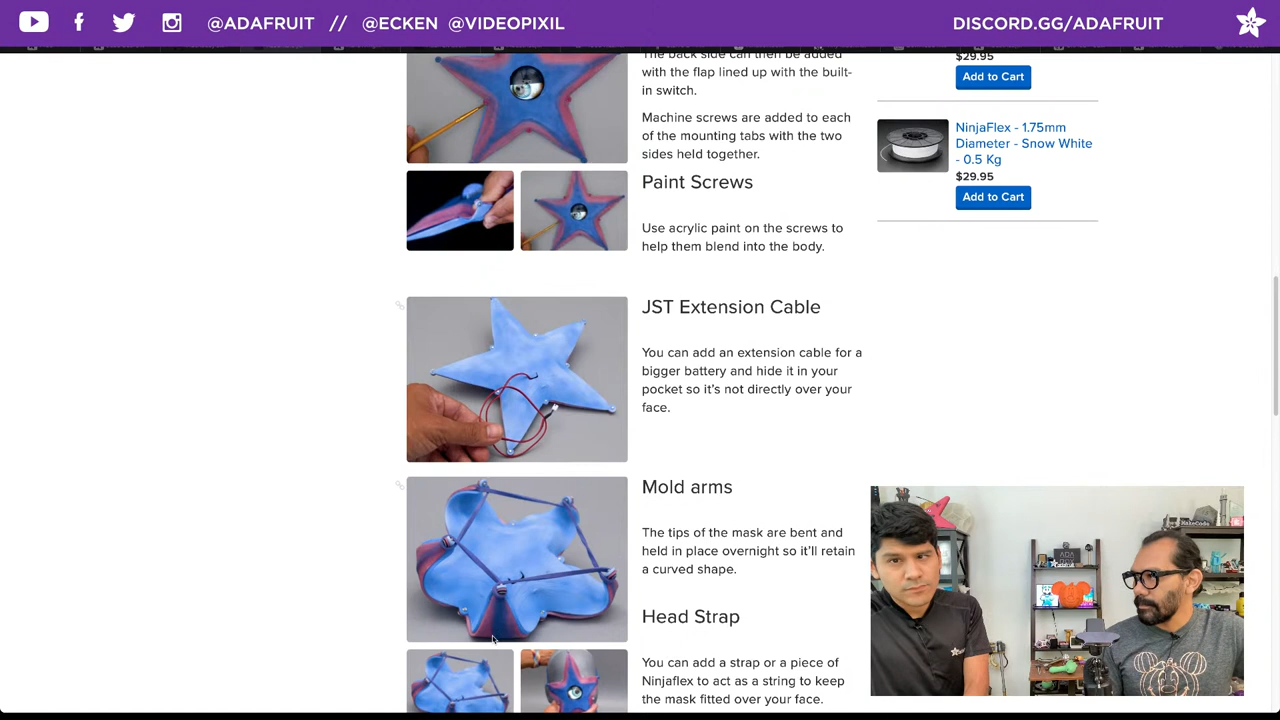 @ADAFRUIT // @ECKEN @VIDEOPIXIL
DISCORD.GG/ADAFRUIT
The back side can then be added
with the flap lined up with the built-
in switch.
Machine screws are added to each
of the mounting tabs with the two
sides held together.
Paint Screws
Use acrylic paint on the screws to
help them blend into the body.
JST Extension Cable
You can add an extension cable for a
bigger battery and hide it in your
pocket so it's not directly over your
face.
Mold arms
The tips of the mask are bent and
held in place overnight so it'll retain
a curved shape.
Head Strap
You can add a strap or a piece of
Ninjaflex to act as a string to keep
the mask fitted over your face.
$29.95
Add to Cart
NinjaFlex - 1.75mm
Diameter - Snow White
- 0.5 Kg
$29.95
Add to Cart